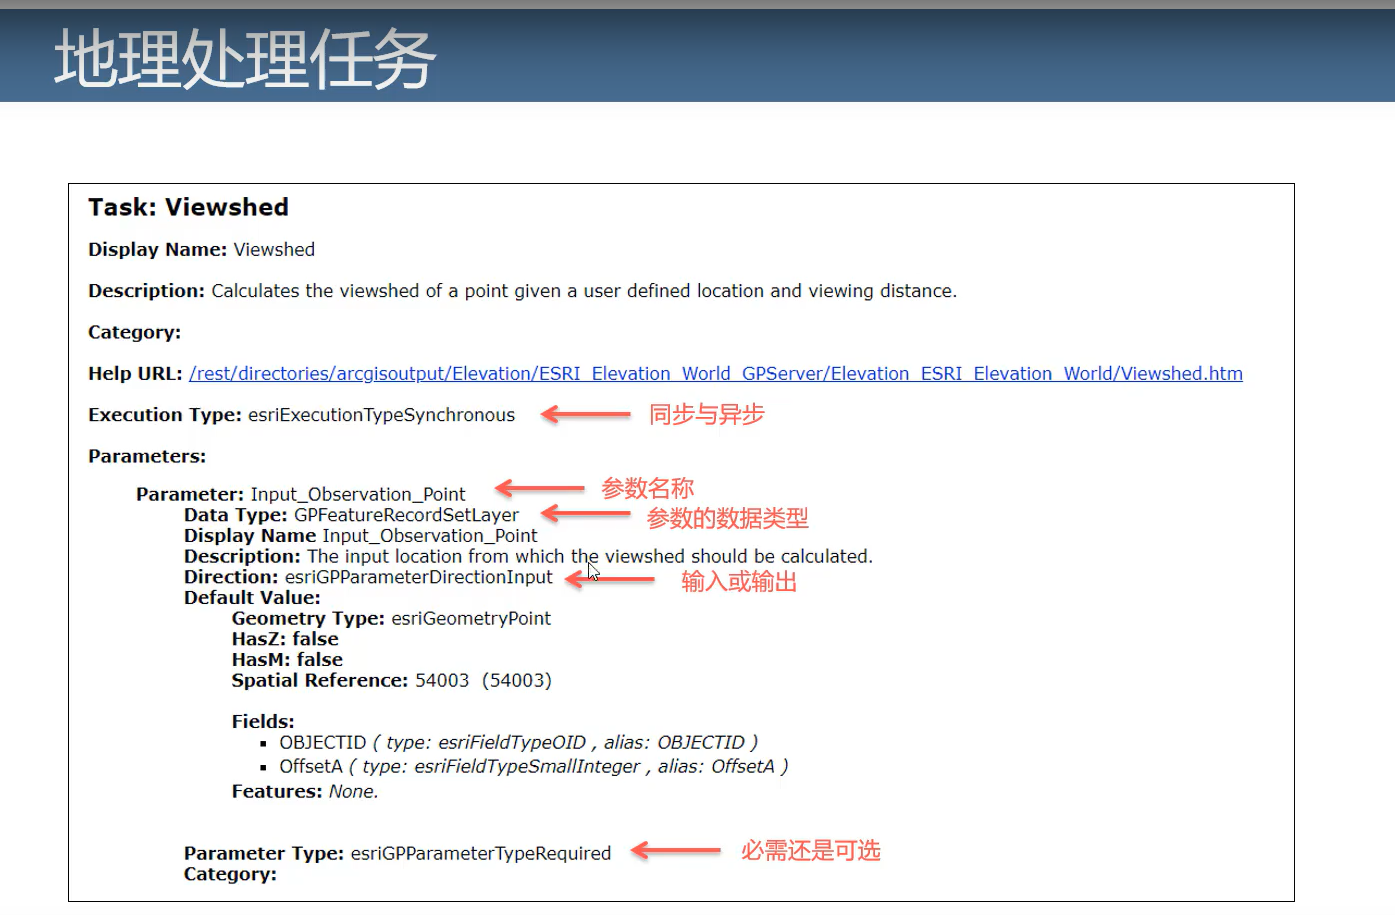 地理处理任务
Task: Viewshed
Display Name: Viewshed
Description: Calculates the viewshed of a point given a user defined location and viewing distance.
Category:
Help URL: /rest/directories/arcgisoutput/Elevation/ESRI_Elevation_World_GPServer/Elevation_ESRI_Elevation_World/Viewshed.htm
Execution Type: esriExecutionTypeSynchronous 同步与异步
Parameters:
Parameter: Input_Observation_Point 参数名称
Data Type: GPFeatureRecordSetLayer 参数的数据类型
Display Name Input_Observation_Point
Description: The input location from which the viewshed should be calculated.
Direction: esriGPParameterDirectionInput 输入或输出
Default Value:
Geometry Type: esriGeometryPoint
HasZ: false
HasM: false
Spatial Reference: 54003 (54003)
Fields:
▪ OBJECTID ( type: esriFieldTypeOID , alias: OBJECTID )
▪ OffsetA ( type: esriFieldTypeSmallInteger , alias: OffsetA )
Features: None.
Parameter Type: esriGPParameterTypeRequired 必需还是可选
Category: